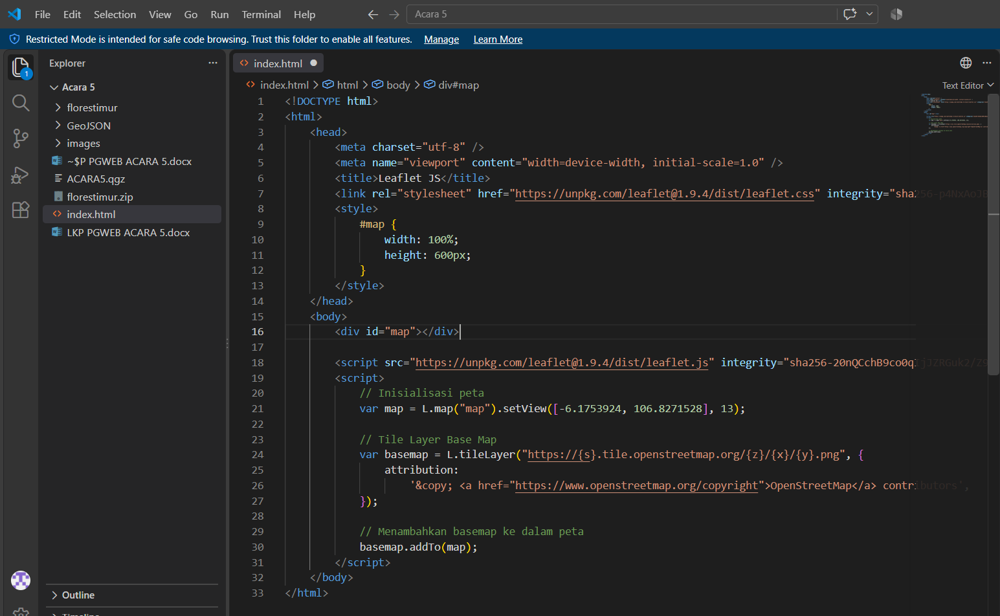 File Edit Selection View Go Run Terminal Help
Acara 5
Restricted Mode is intended for safe code browsing. Trust this folder to enable all features. Manage Learn More
Explorer
1
Acara 5
florestimur
GeoJSON
images
~$P PGWEB ACARA 5.docx
ACARA5.qgz
florestimur.zip
index.html
LKP PGWEB ACARA 5.docx
Outline
Timeline
index.html
index.html > html > body > div#map
Text Editor
1 <!DOCTYPE html>
2 <html>
3 <head>
4 <meta charset="utf-8" />
5 <meta name="viewport" content="width=device-width, initial-scale=1.0" />
6 <title>Leaflet JS</title>
7 <link rel="stylesheet" href="https://unpkg.com/leaflet@1.9.4/dist/leaflet.css" integrity="sha256-p4NxAoJB
8 <style>
9 #map {
10 width: 100%;
11 height: 600px;
12 }
13 </style>
14 </head>
15 <body>
16 <div id="map"></div>
17
18 <script src="https://unpkg.com/leaflet@1.9.4/dist/leaflet.js" integrity="sha256-20nQCchB9co0qIjJZRGuk2/Z9
19 <script>
20 // Inisialisasi peta
21 var map = L.map("map").setView([-6.1753924, 106.8271528], 13);
22
23 // Tile Layer Base Map
24 var basemap = L.tileLayer("https://{s}.tile.openstreetmap.org/{z}/{x}/{y}.png", {
25 attribution:
26 '&copy; <a href="https://www.openstreetmap.org/copyright">OpenStreetMap</a> contributors',
27 });
28
29 // Menambahkan basemap ke dalam peta
30 basemap.addTo(map);
31 </script>
32 </body>
33 </html>